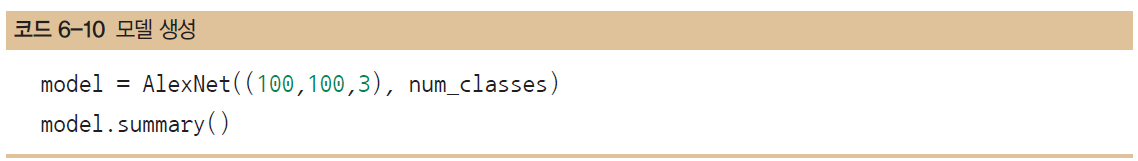 코드 6-10 모델 생성
model = AlexNet((100,100,3), num_classes)
model.summary()